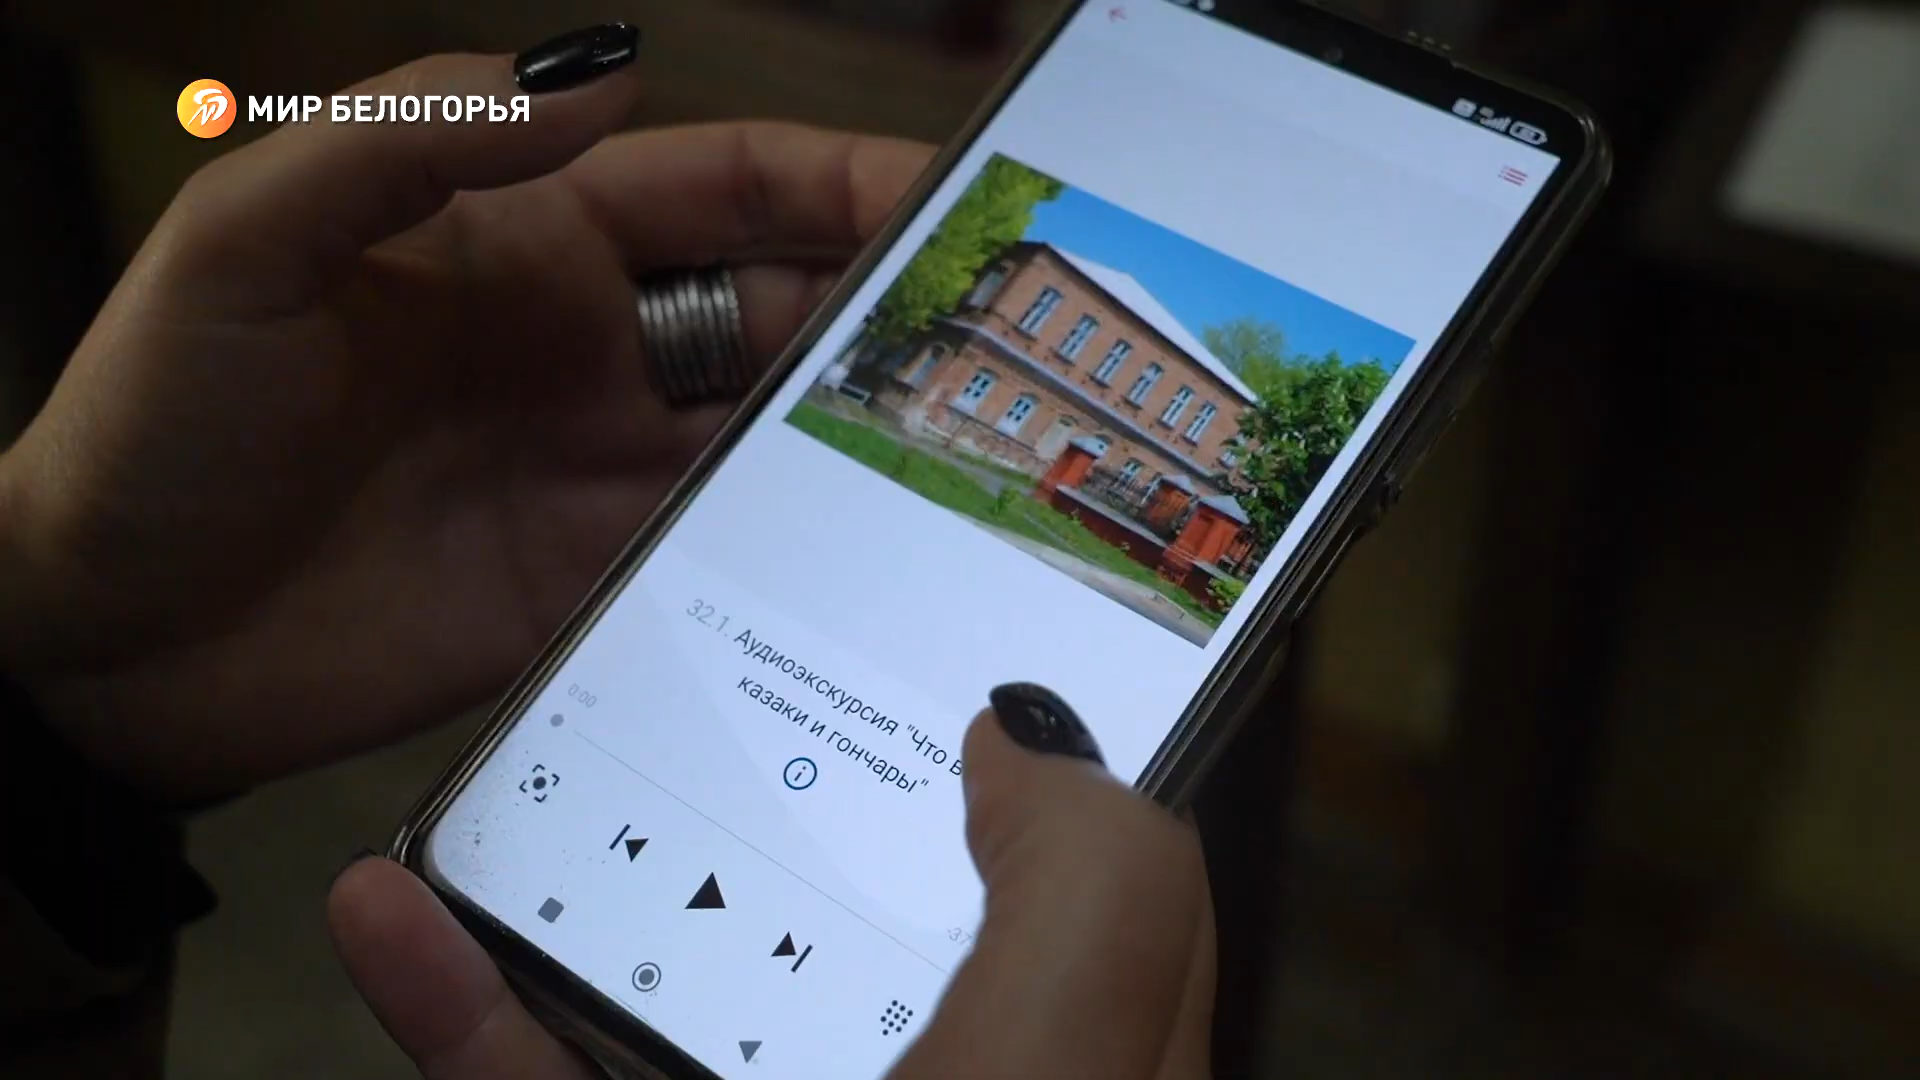 МИР БЕЛОГОРЬЯ
32.1. Аудиоэкскурсия "Что
казаки и гончары"
0:00